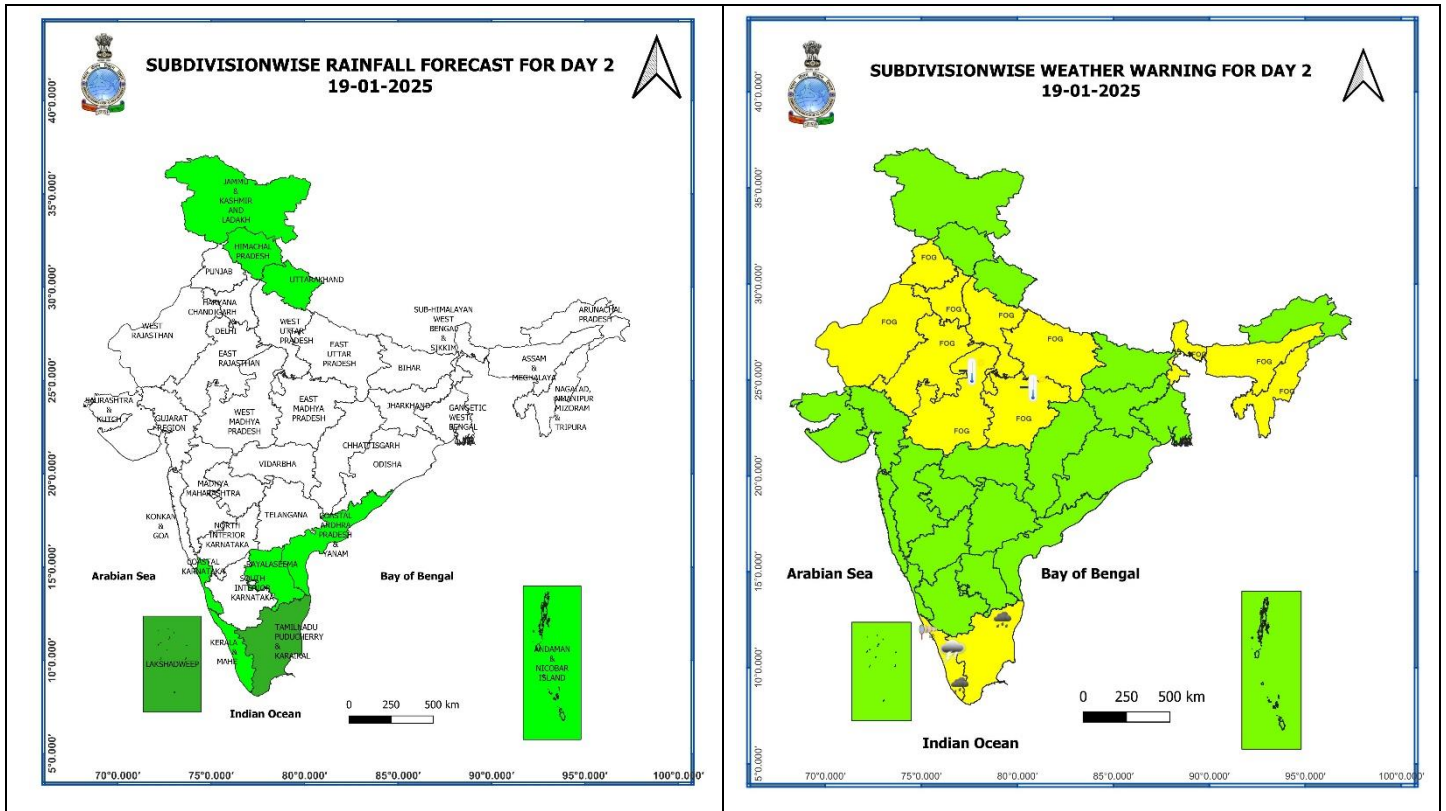 SUBDIVISIONWISE RAINFALL FORECAST FOR DAY 2
19-01-2025
40°0.000'
35°0.000'
30°0.000'
25°0.000'
20°0.000'
15°0.000'
10°0.000'
5°0.000'
JAMMU
&
KASHMIR
AND
LADAKH
HIMACHAL
PRADESH
PUNJAB
UTTARAKHAND
HARYANA
CHANDIGARH
&
DELHI
WEST
RAJASTHAN
WEST
UTTAR
PRADESH
EAST
RAJASTHAN
EAST
UTTAR
PRADESH
SUB-HIMALAYAN
WEST
BENGAL
&
SIKKIM
ARUNACHAL
PRADESH
BIHAR
ASSAM
&
MEGHALAYA
NAGALAD,
MANIPUR
MIZORAM
&
TRIPURA
SAURASHTRA
&
KUTCH
GUJARAT
REGION
WEST
MADHYA
PRADESH
EAST
MADHYA
PRADESH
JHARKHAND
GANGETIC
WEST
BENGAL
CHHATTISGARH
ODISHA
VIDARBHA
MADHYA
MAHARASHTRA
KONKAN
&
GOA
NORTH
INTERIOR
KARNATAKA
TELANGANA
COASTAL
ANDHRA
PRADESH
&
YANAM
COASTAL
KARNATAKA
RAYALASEEMA
SOUTH
INTERIOR
KARNATAKA
Arabian Sea
Bay of Bengal
TAMILNADU
PUDUCHERRY
&
KARAIKAL
KERALA
&
MAHE
LAKSHADWEEP
ANDAMAN
&
NICOBAR
ISLAND
Indian Ocean
0 250 500 km
70°0.000' 75°0.000' 80°0.000' 85°0.000' 90°0.000' 95°0.000' 100°0.000'
SUBDIVISIONWISE WEATHER WARNING FOR DAY 2
19-01-2025
40°0.000'
35°0.000'
30°0.000'
25°0.000'
20°0.000'
15°0.000'
10°0.000'
5°0.000'
FOG
FOG
FOG
FOG
FOG
FOG
FOG
FOG
FOG
FOG
FOG
Arabian Sea
Bay of Bengal
Indian Ocean
0 250 500 km
70°0.000' 75°0.000' 80°0.000' 85°0.000' 90°0.000' 95°0.000' 100°0.000'